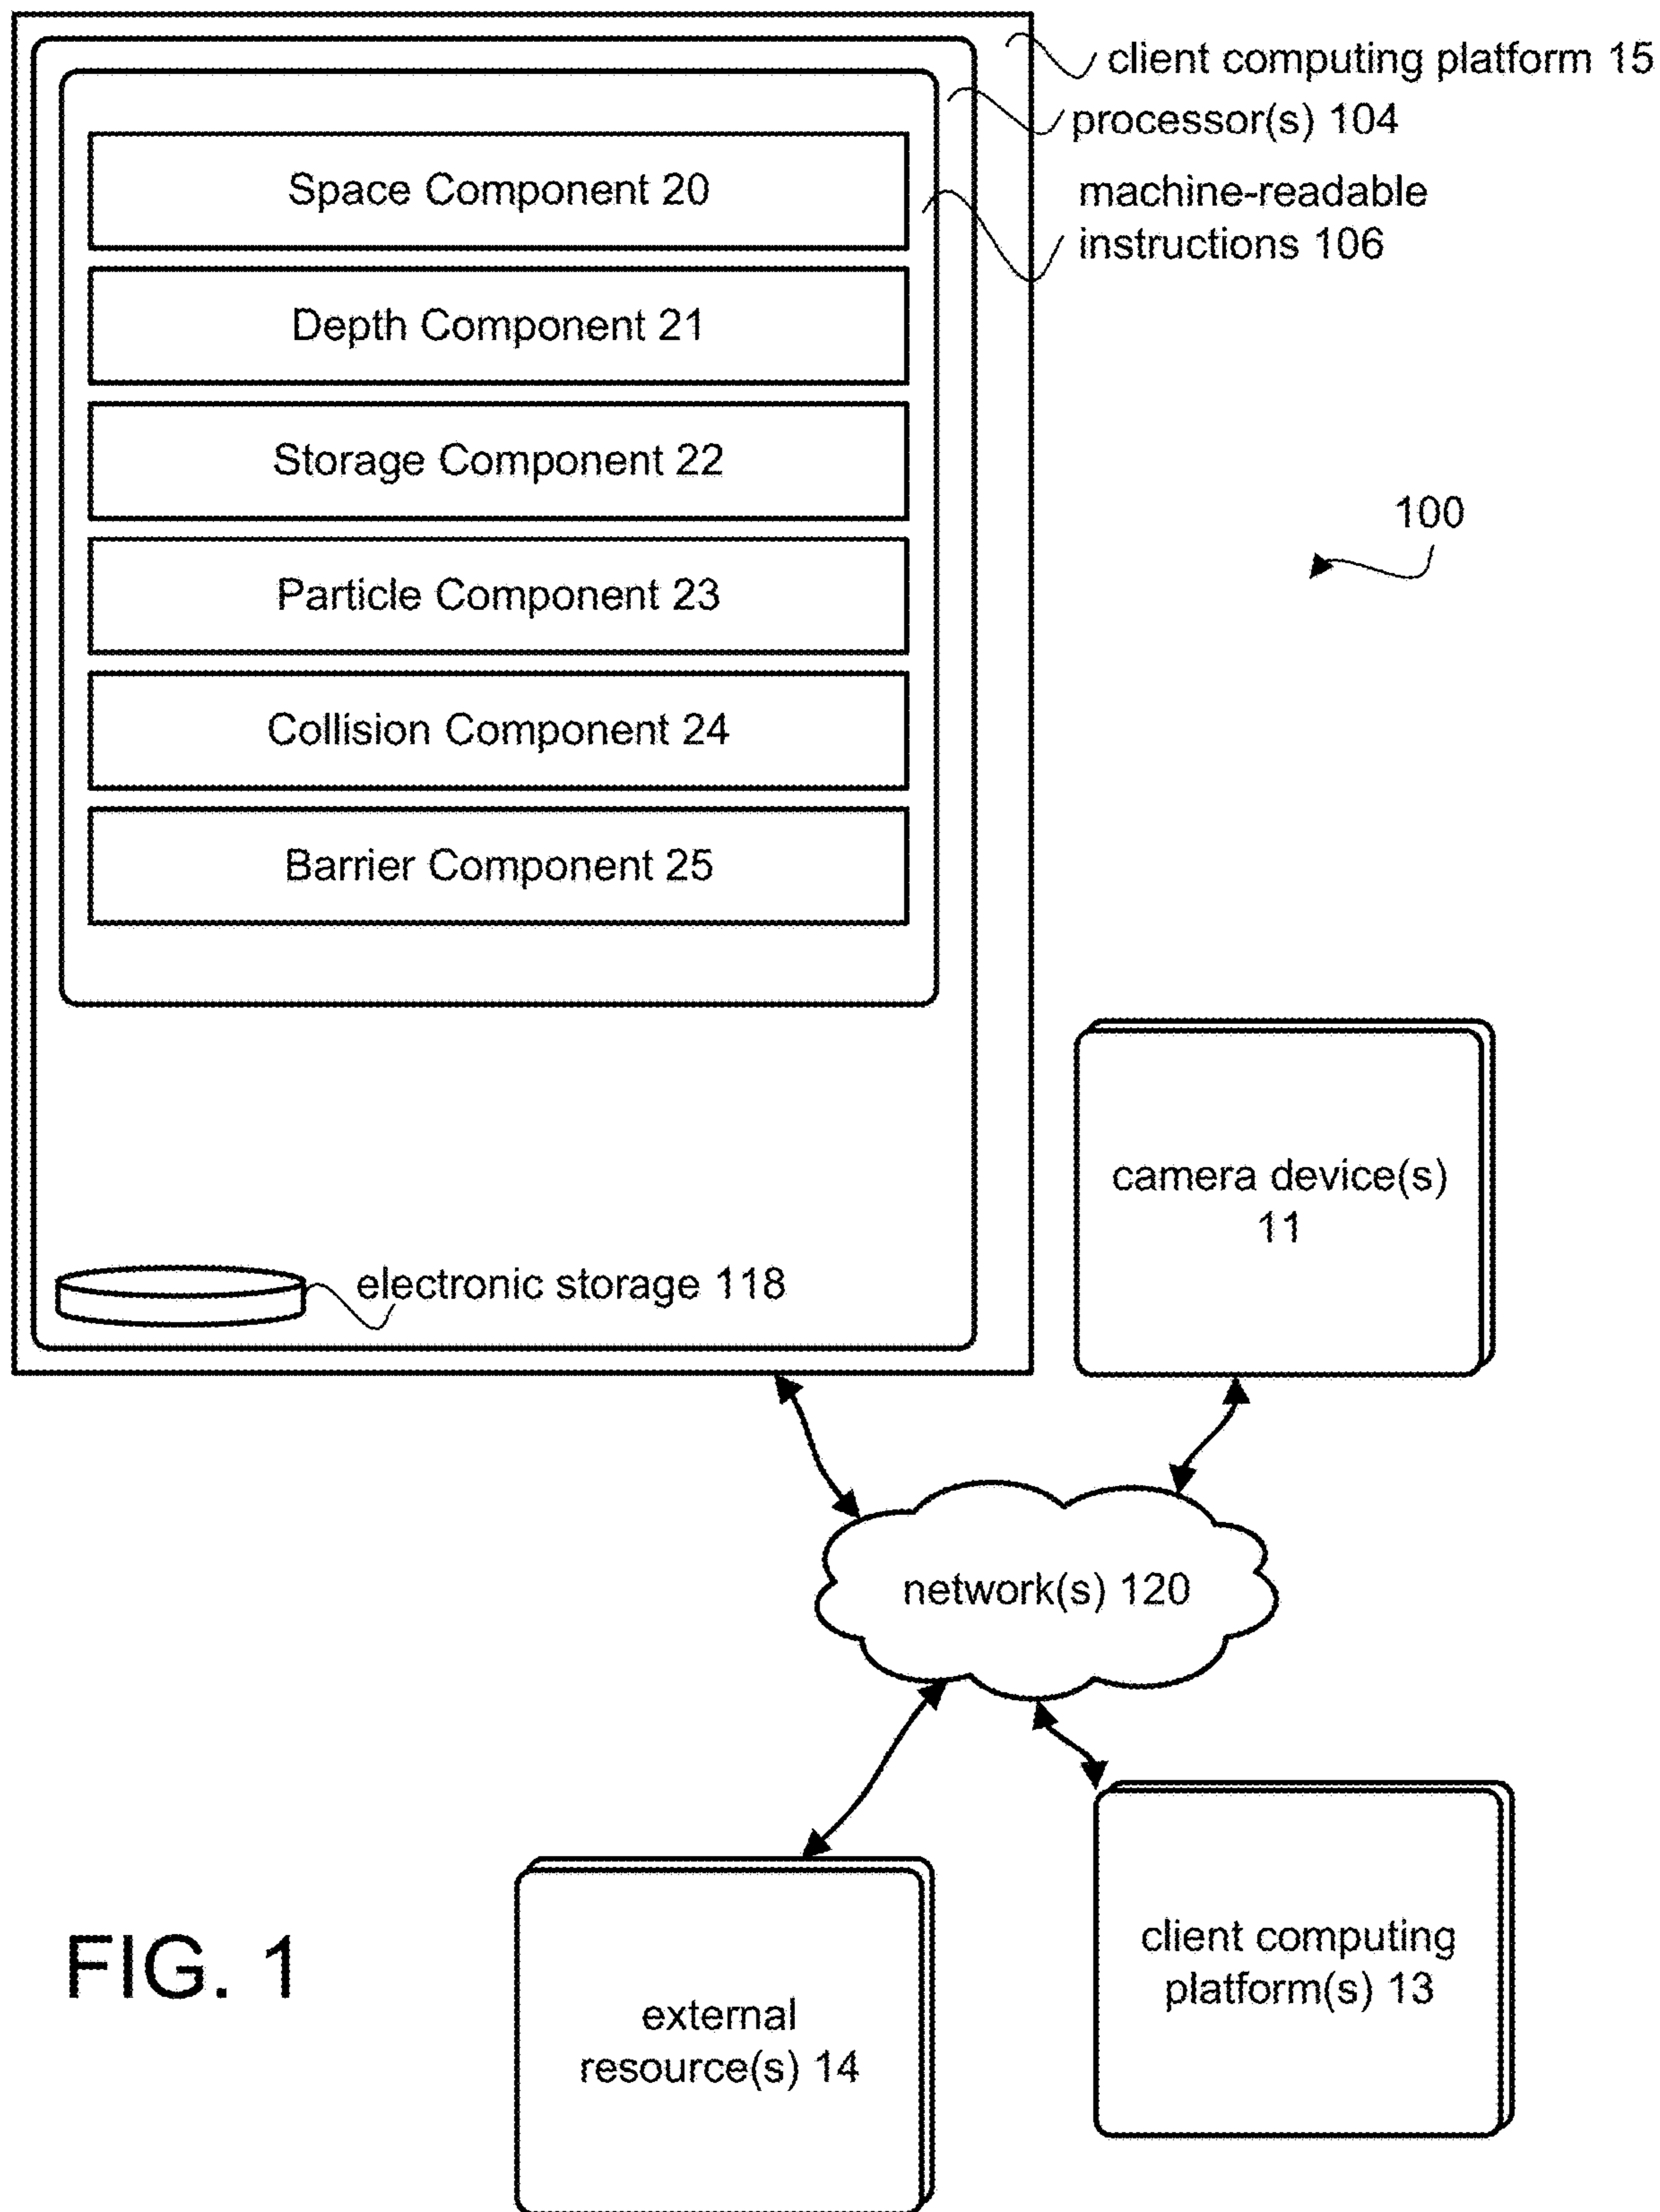 client computing platform 15
processor(s) 104
machine-readable
instructions 106
Space Component 20
Depth Component 21
Storage Component 22
Particle Component 23
Collision Component 24
Barrier Component 25
100
camera device(s)
11
electronic storage 118
network(s) 120
client computing
platform(s) 13
external
resource(s) 14
FIG. 1